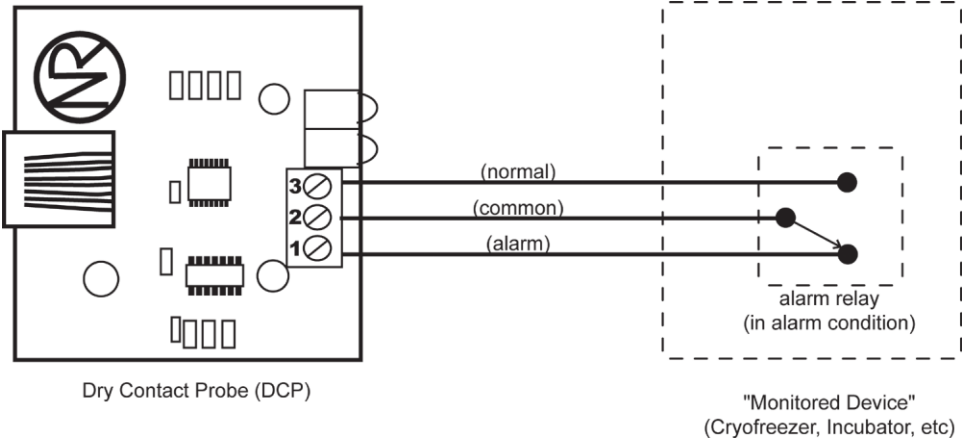 NR
3
(normal)
2
(common)
1
(alarm)
alarm relay
(in alarm condition)
Dry Contact Probe (DCP)
"Monitored Device"
(Cryofreezer, Incubator, etc)